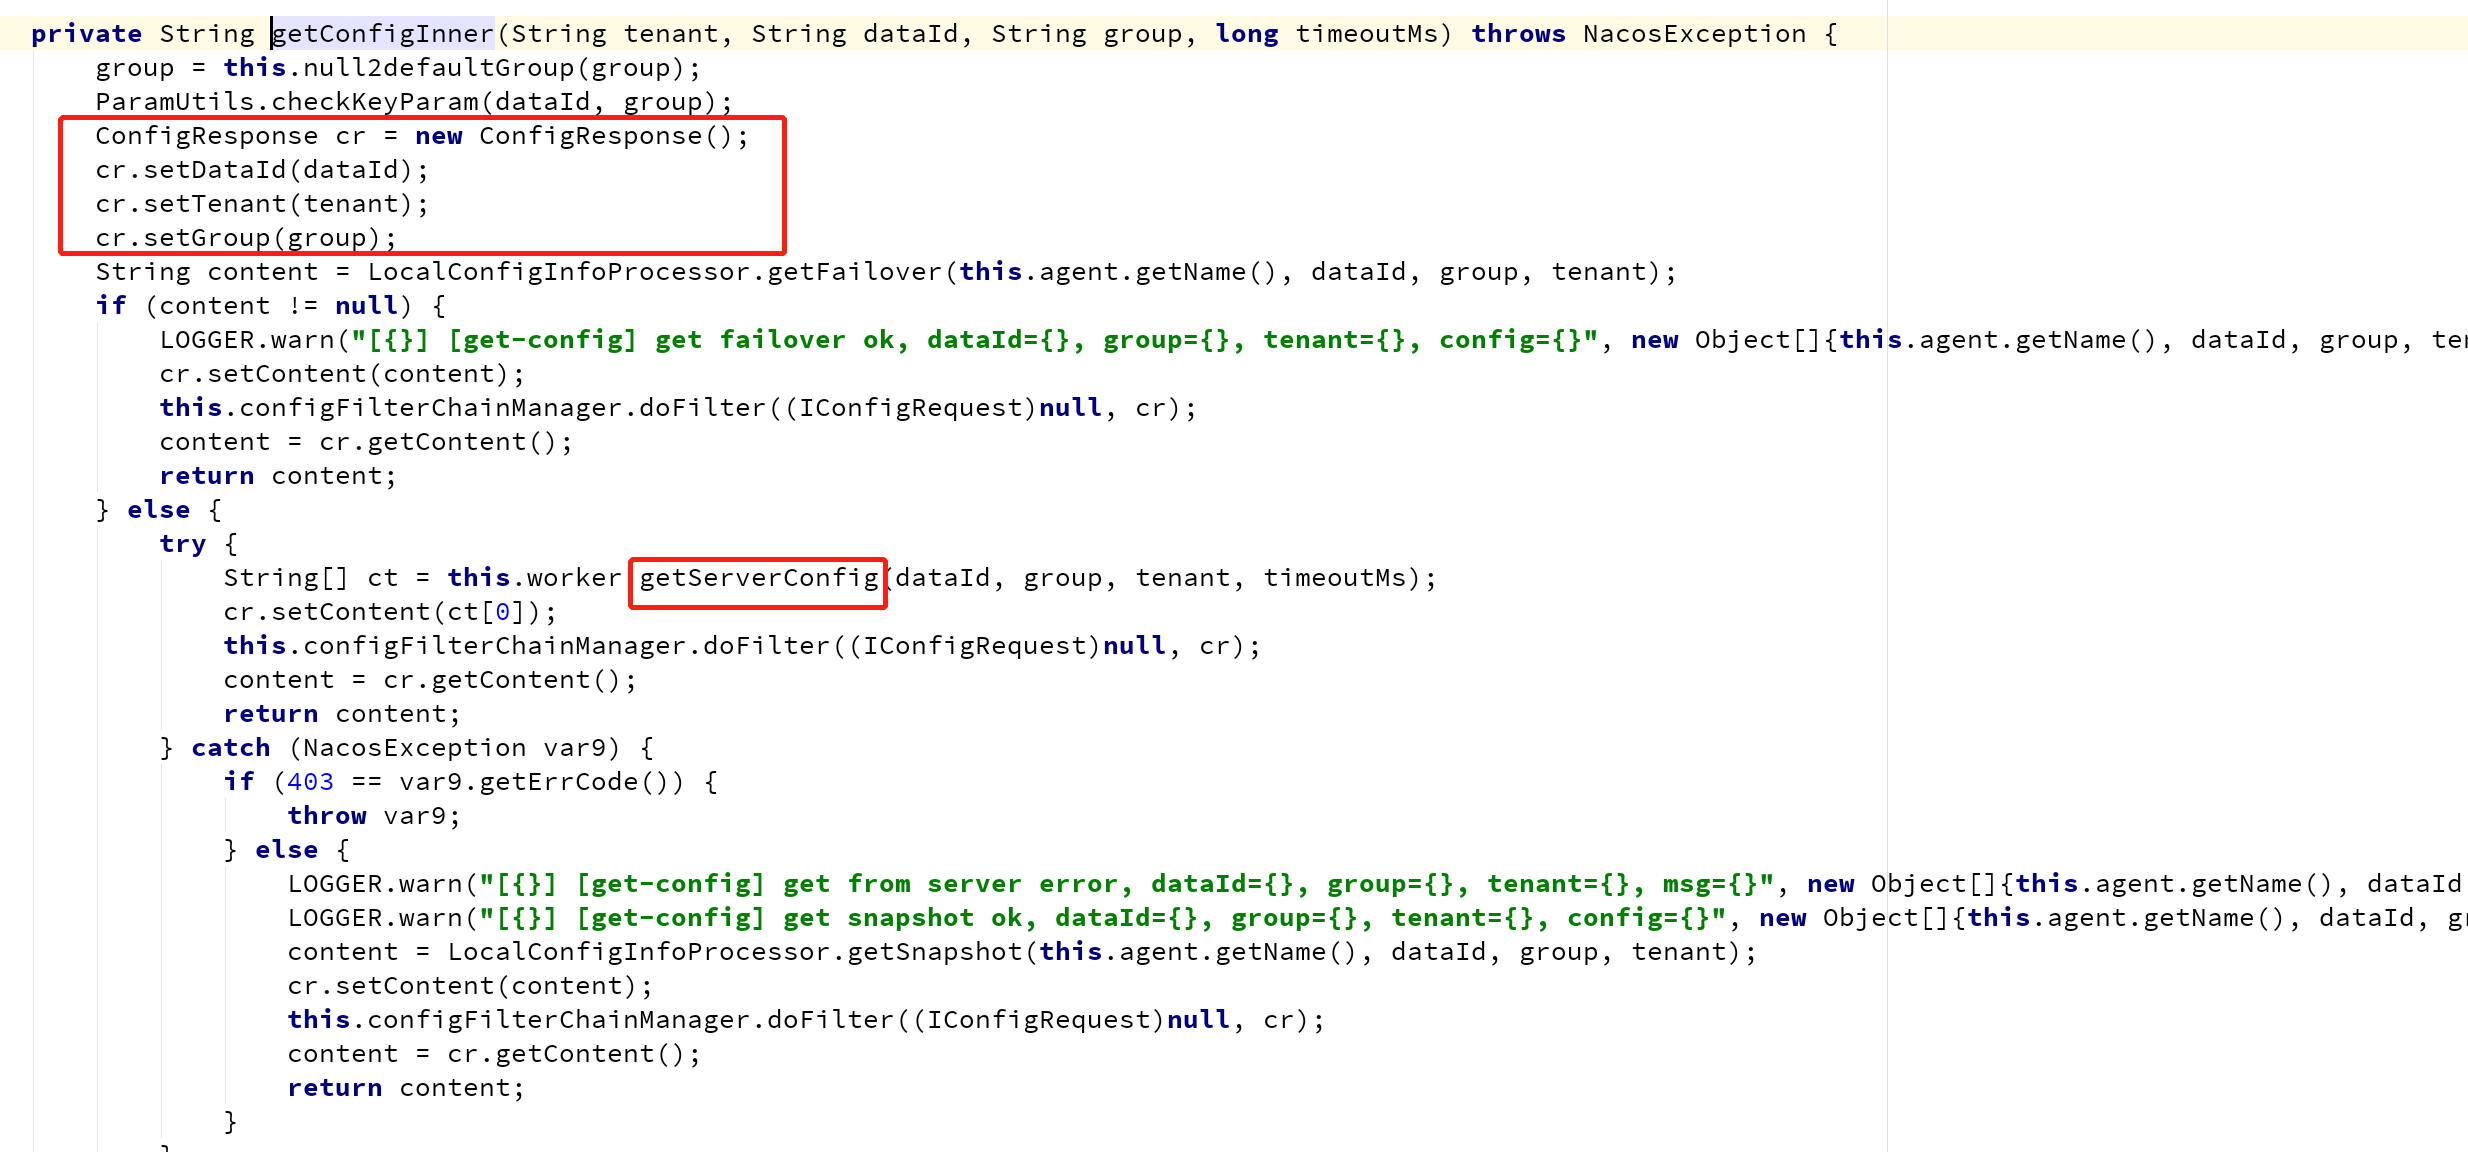 private String getConfigInner(String tenant, String dataId, String group, long timeoutMs) throws NacosException {
group = this.null2defaultGroup(group);
ParamUtils.checkKeyParam(dataId, group);
ConfigResponse cr = new ConfigResponse();
cr.setDataId(dataId);
cr.setTenant(tenant);
cr.setGroup(group);
String content = LocalConfigInfoProcessor.getFailover(this.agent.getName(), dataId, group, tenant);
if (content != null) {
LOGGER.warn("[{}] [get-config] get failover ok, dataId={}, group={}, tenant={}, config={}", new Object[]{this.agent.getName(), dataId, group,
cr.setContent(content);
this.configFilterChainManager.doFilter((IConfigRequest)null, cr);
content = cr.getContent();
return content;
} else {
try {
String[] ct = this.worker.getServerConfig(dataId, group, tenant, timeoutMs);
cr.setContent(ct[0]);
this.configFilterChainManager.doFilter((IConfigRequest)null, cr);
content = cr.getContent();
return content;
} catch (NacosException var9) {
if (403 == var9.getErrCode()) {
throw var9;
} else {
LOGGER.warn("[{}] [get-config] get from server error, dataId={}, group={}, tenant={}, msg={}", new Object[]{this.agent.getName(), dataId
LOGGER.warn("[{}] [get-config] get snapshot ok, dataId={}, group={}, tenant={}, config={}", new Object[]{this.agent.getName(), dataId,
content = LocalConfigInfoProcessor.getSnapshot(this.agent.getName(), dataId, group, tenant);
cr.setContent(content);
this.configFilterChainManager.doFilter((IConfigRequest)null, cr);
content = cr.getContent();
return content;
}